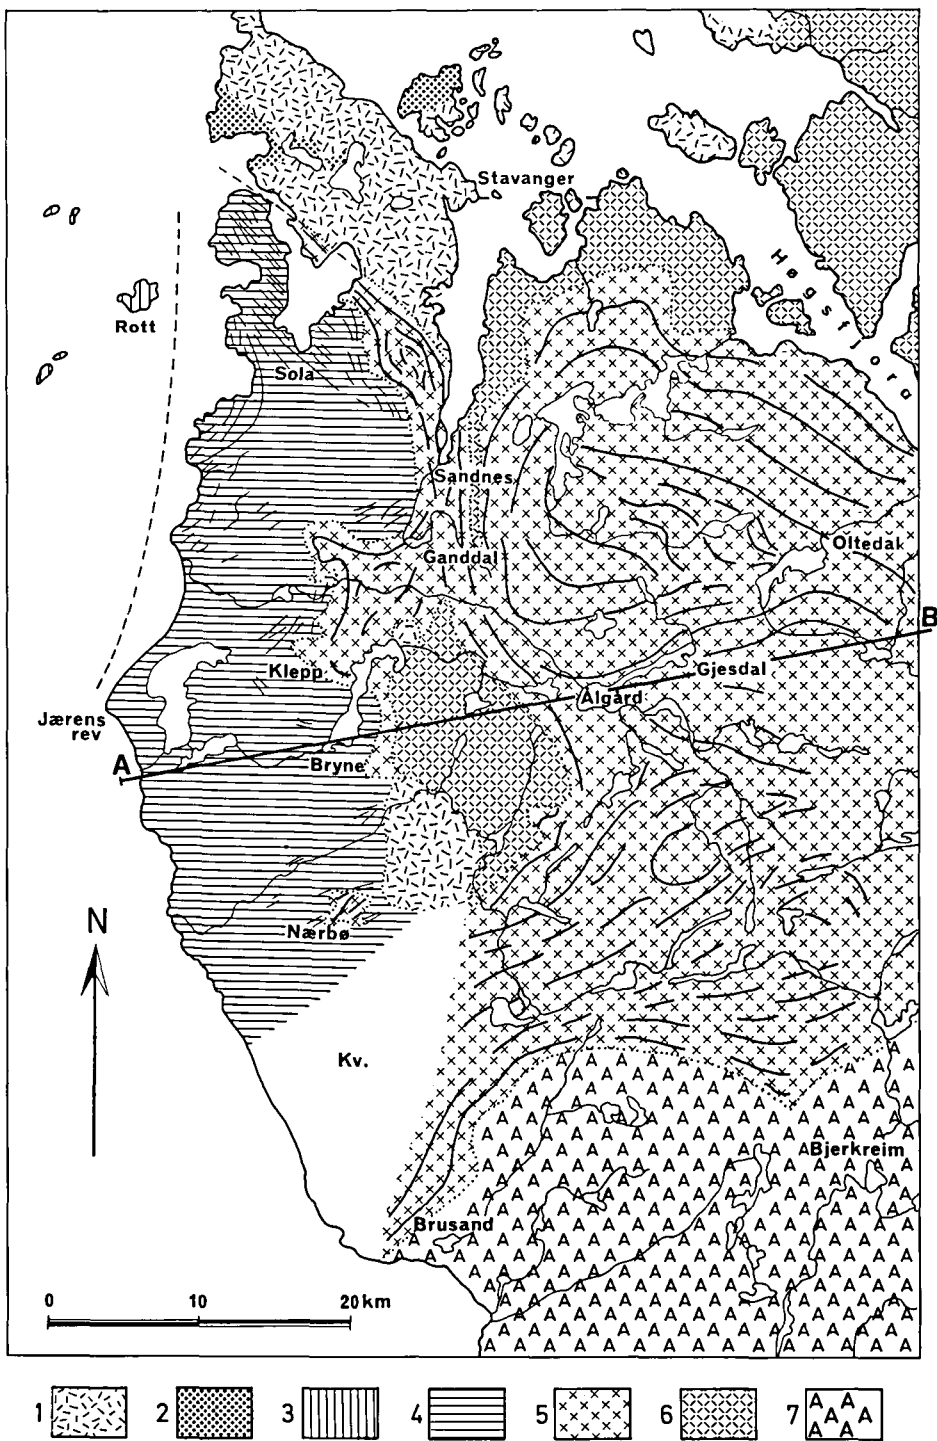 Stavanger
Høgsfjord
Rott
Sola
Sandnes
Ganddal
Oltedal
B
Klepp
Gjesdal
Ålgård
Jærens
rev
A
Bryne
N
Nærbø
Kv.
Bjerkreim
Brusand
0 10 20 km
1 2 3 4 5 6 7